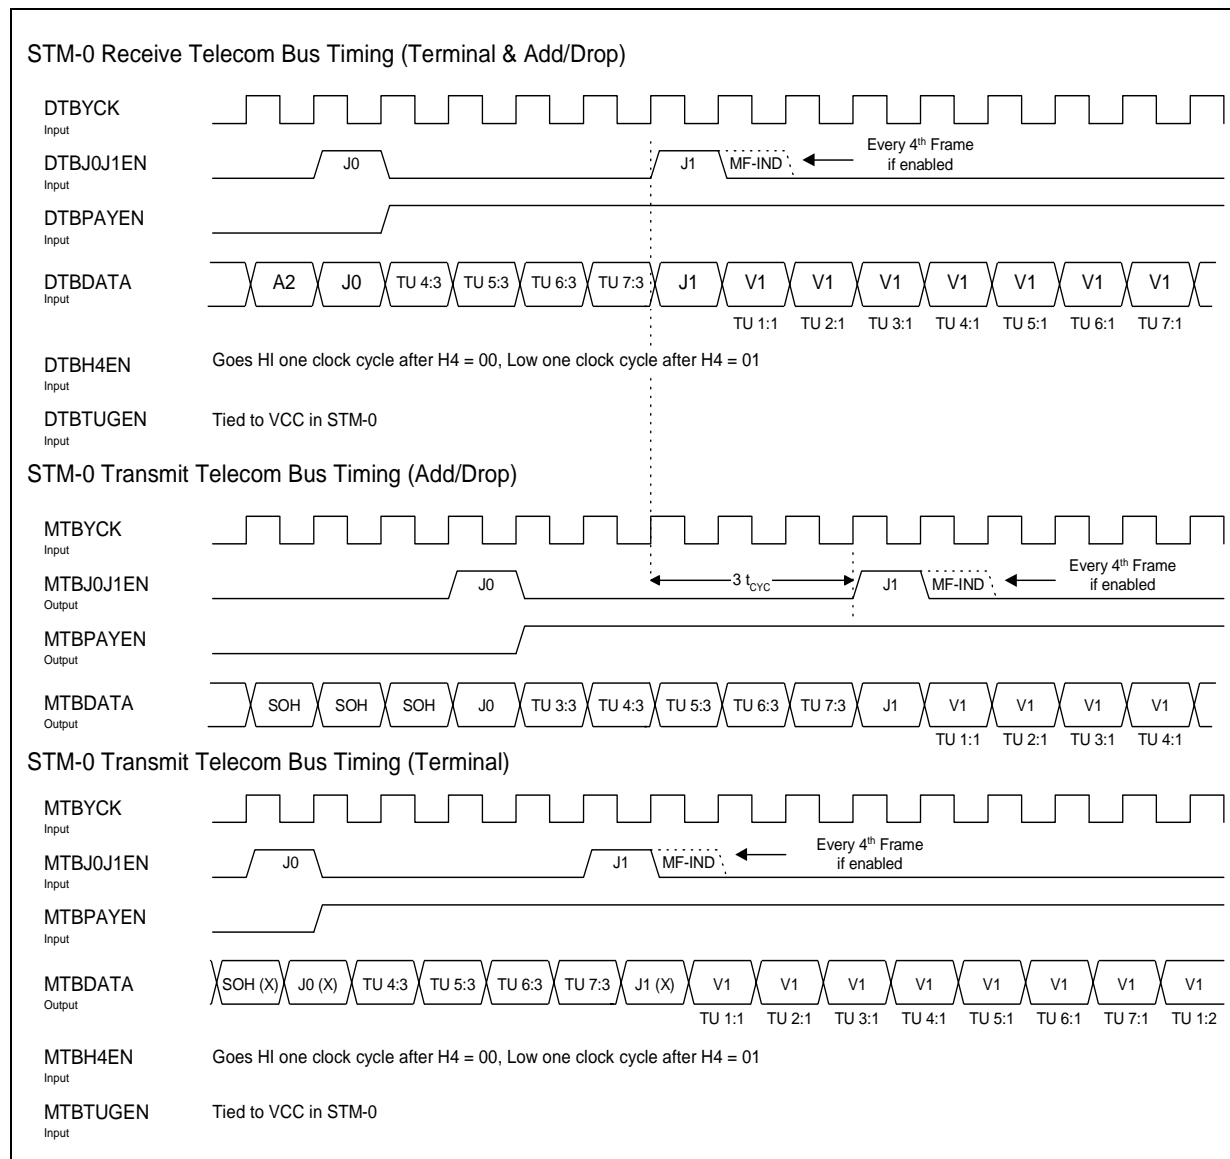 STM-0 Receive Telecom Bus Timing (Terminal & Add/Drop)
DTBYCK
Input
DTBJ0J1EN
Input
J0
J1
MF-IND
Every 4th Frame
if enabled
DTBPAYEN
Input
DTBDATA
Input
A2 J0 TU 4:3 TU 5:3 TU 6:3 TU 7:3 J1 V1 V1 V1 V1 V1 V1 V1
TU 1:1 TU 2:1 TU 3:1 TU 4:1 TU 5:1 TU 6:1 TU 7:1
DTBH4EN
Input
Goes HI one clock cycle after H4 = 00, Low one clock cycle after H4 = 01
DTBTUGEN
Input
Tied to VCC in STM-0
STM-0 Transmit Telecom Bus Timing (Add/Drop)
MTBYCK
Input
MTBJ0J1EN
Output
J0
3 tCYC
J1
MF-IND
Every 4th Frame
if enabled
MTBPAYEN
Output
MTBDATA
Output
SOH SOH SOH J0 TU 3:3 TU 4:3 TU 5:3 TU 6:3 TU 7:3 J1 V1 V1 V1 V1
TU 1:1 TU 2:1 TU 3:1 TU 4:1
STM-0 Transmit Telecom Bus Timing (Terminal)
MTBYCK
Input
MTBJ0J1EN
Input
J0
J1
MF-IND
Every 4th Frame
if enabled
MTBPAYEN
Input
MTBDATA
Output
SOH (X) J0 (X) TU 4:3 TU 5:3 TU 6:3 TU 7:3 J1 (X) V1 V1 V1 V1 V1 V1 V1 V1
TU 1:1 TU 2:1 TU 3:1 TU 4:1 TU 5:1 TU 6:1 TU 7:1 TU 1:2
MTBH4EN
Input
Goes HI one clock cycle after H4 = 00, Low one clock cycle after H4 = 01
MTBTUGEN
Input
Tied to VCC in STM-0